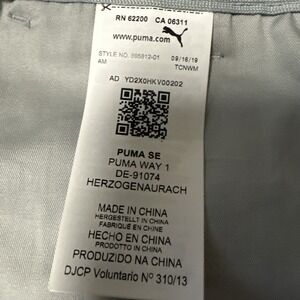 RN 62200 CA 06311
www.puma.com
STYLE NO. 595812-01 09/16/19
AM TCNWM
AD YD2X0HKV00202
PUMA SE
PUMA WAY 1
DE-91074
HERZOGENAURACH
MADE IN CHINA
HERGESTELLT IN CHINA
FABRIQUÉ EN CHINE
HECHO EN CHINA
PRODOTTO IN CHINA
PRODUZIDO NA CHINA
DJCP Voluntario Nº 310/13